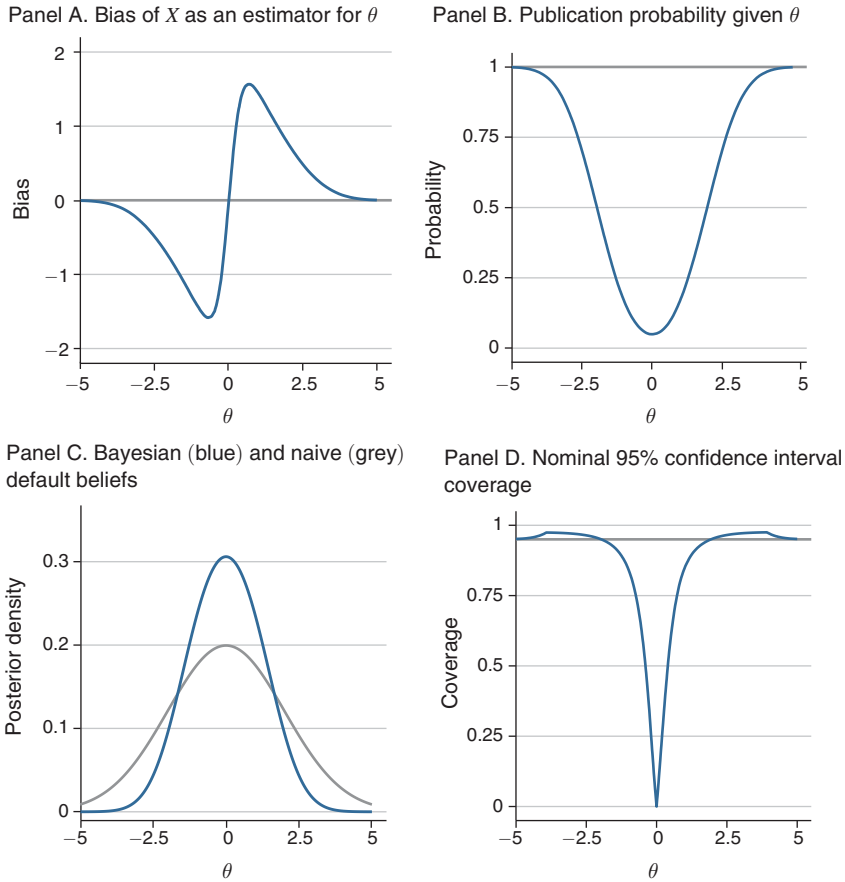 Panel A. Bias of X as an estimator for θ
2
1
0
−1
−2
Bias
−5
−2.5
0
2.5
5
θ
Panel B. Publication probability given θ
1
0.75
0.5
0.25
0
Probability
−5
−2.5
0
2.5
5
θ
Panel C. Bayesian (blue) and naive (grey)
default beliefs
0.3
0.2
0.1
0
Posterior density
−5
−2.5
0
2.5
5
θ
Panel D. Nominal 95% confidence interval
coverage
1
0.75
0.5
0.25
0
Coverage
−5
−2.5
0
2.5
5
θ